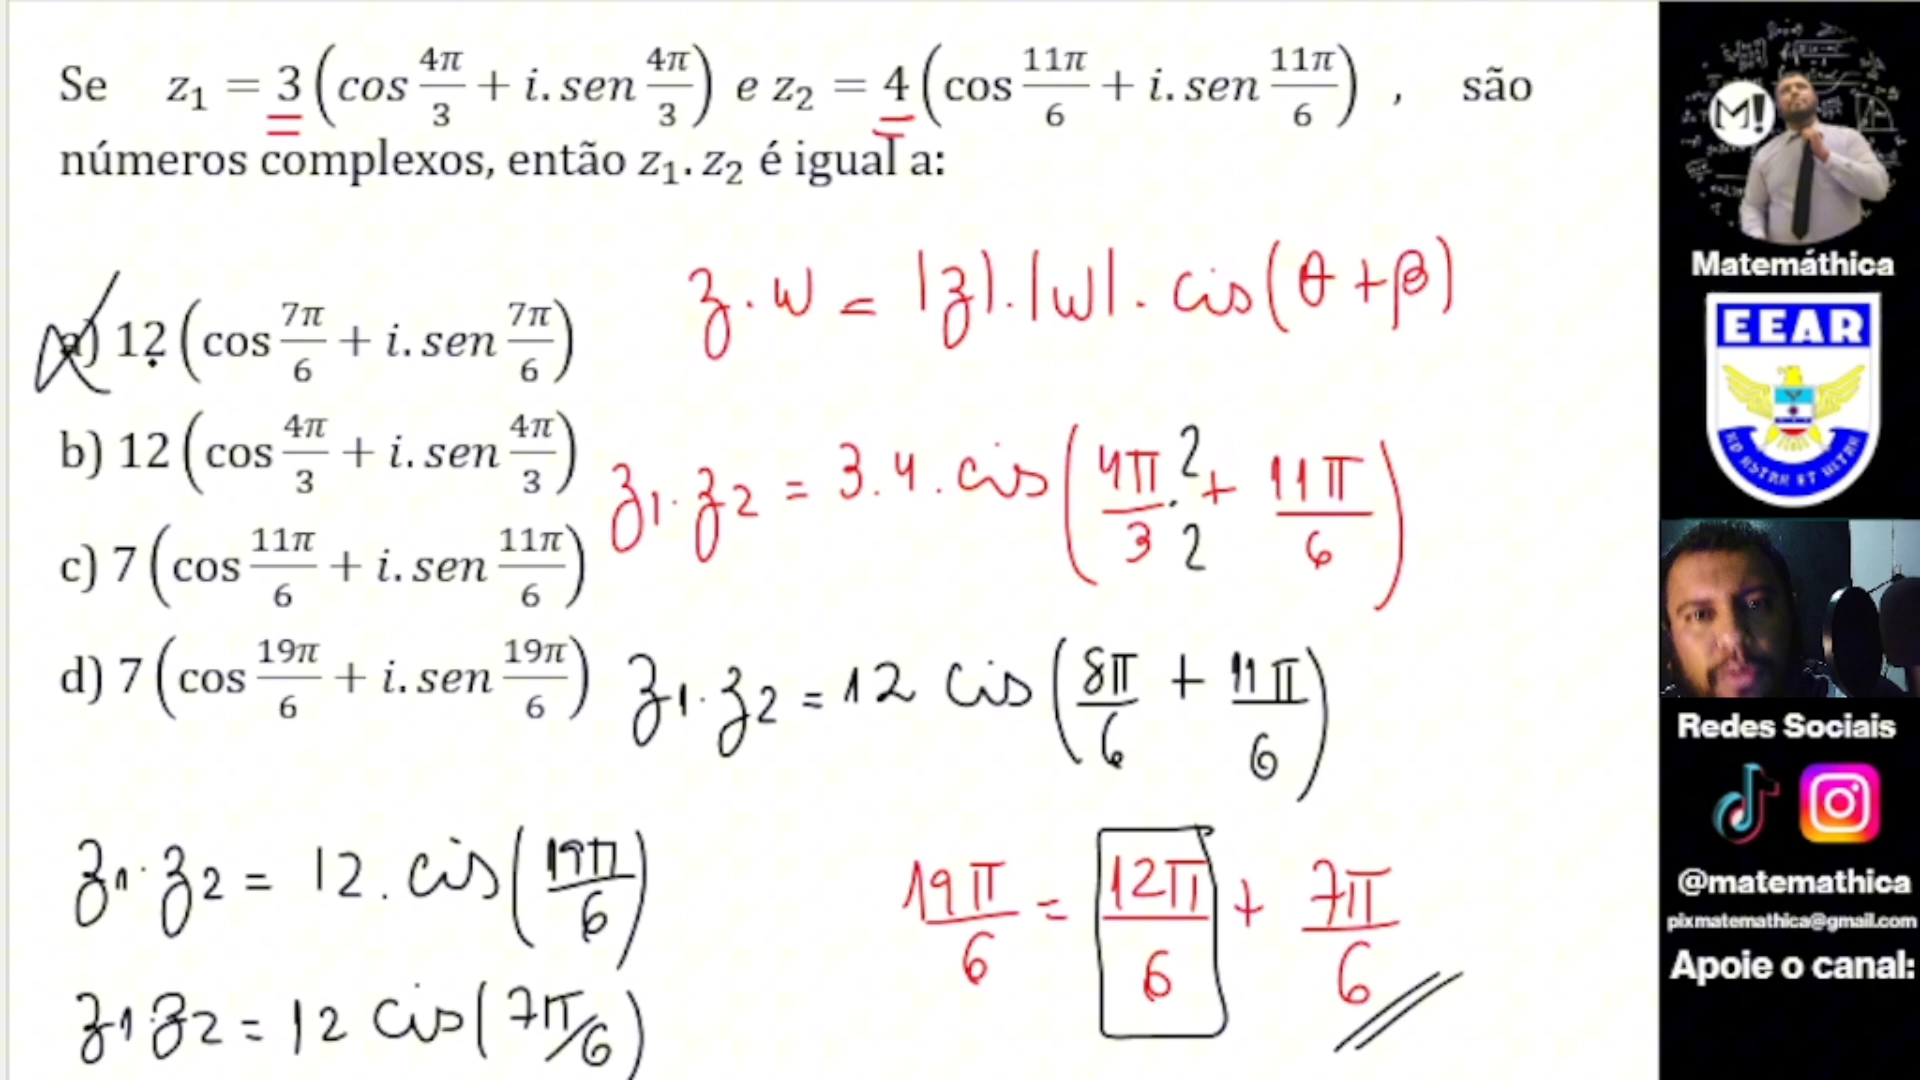 Se z₁ = 3 (cos 4π/3 + i. sen 4π/3) e z₂ = 4 (cos 11π/6 + i. sen 11π/6) , são
números complexos, então z₁. z₂ é igual a:
z · w = |z| . |w| . cis(θ + β)
a) 12 (cos 7π/6 + i. sen 7π/6)
b) 12 (cos 4π/3 + i. sen 4π/3)
z₁ · z₂ = 3 . 4 . cis (4π/3 · 2/2 + 11π/6)
c) 7 (cos 11π/6 + i. sen 11π/6)
d) 7 (cos 19π/6 + i. sen 19π/6)
z₁ · z₂ = 12 cis (8π/6 + 11π/6)
z₁ · z₂ = 12 . cis (19π/6)
19π/6 = 12π/6 + 7π/6
z₁ · z₂ = 12 cis (7π/6)
M!
Matemáthica
EEAR
Redes Sociais
@matemathica
pixmatemathica@gmail.com
Apoie o canal: